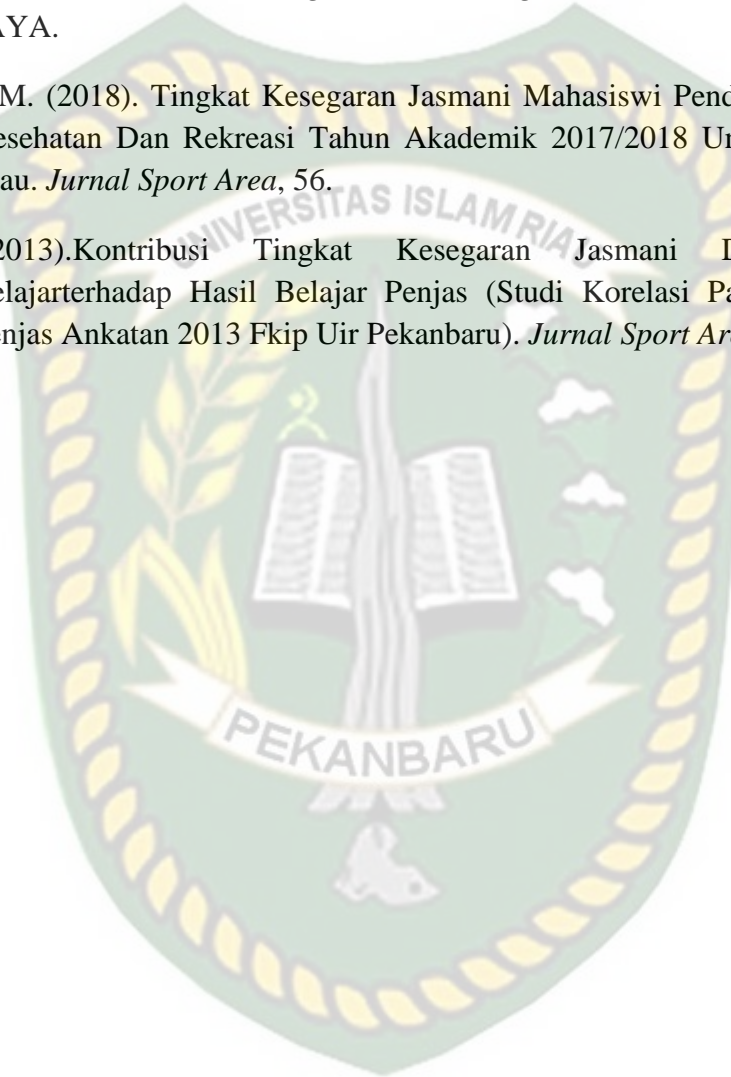 AYA.
M. (2018). Tingkat Kesegaran Jasmani Mahasiswi Pend
esehatan Dan Rekreasi Tahun Akademik 2017/2018 Un
au. Jurnal Sport Area, 56.
UNIVERSITAS ISLAM RIAU
2013).Kontribusi Tingkat Kesegaran Jasmani D
elajarterhadap Hasil Belajar Penjas (Studi Korelasi Pa
enjas Ankatan 2013 Fkip Uir Pekanbaru). Jurnal Sport Ar
PEKANBARU